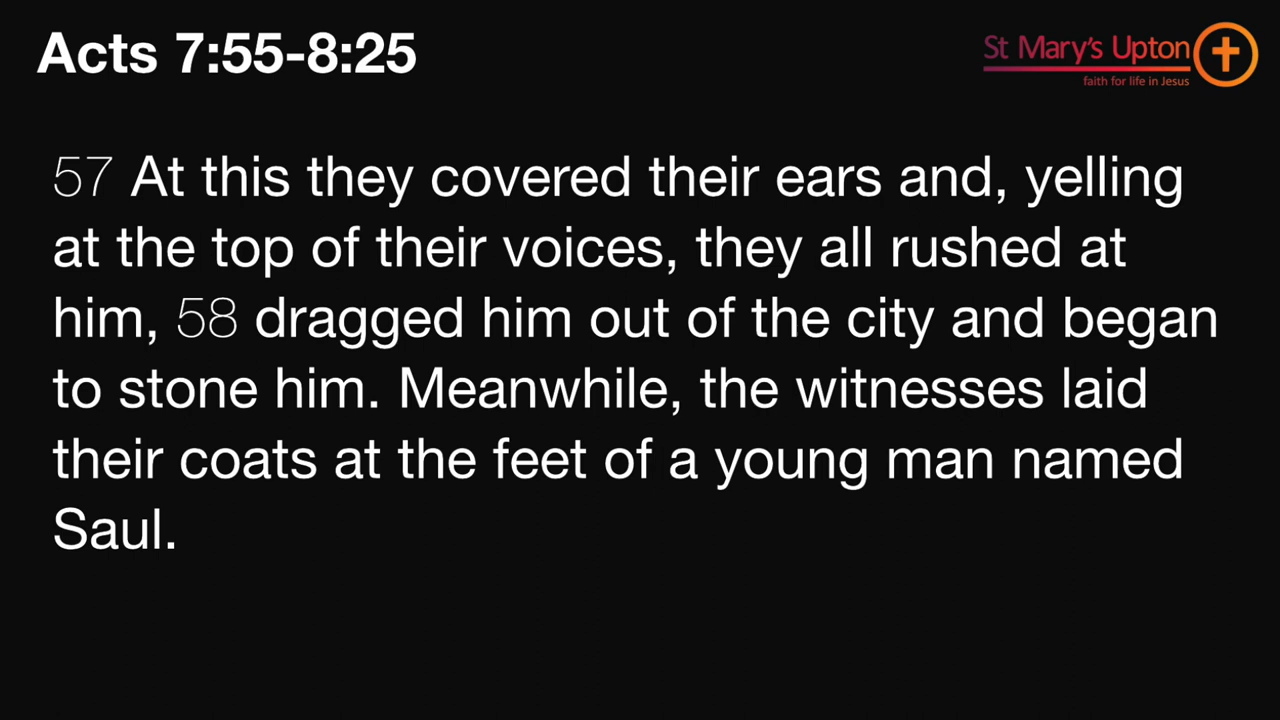 Acts 7:55-8:25
St Mary's Upton
faith for life in Jesus
57 At this they covered their ears and, yelling
at the top of their voices, they all rushed at
him, 58 dragged him out of the city and began
to stone him. Meanwhile, the witnesses laid
their coats at the feet of a young man named
Saul.